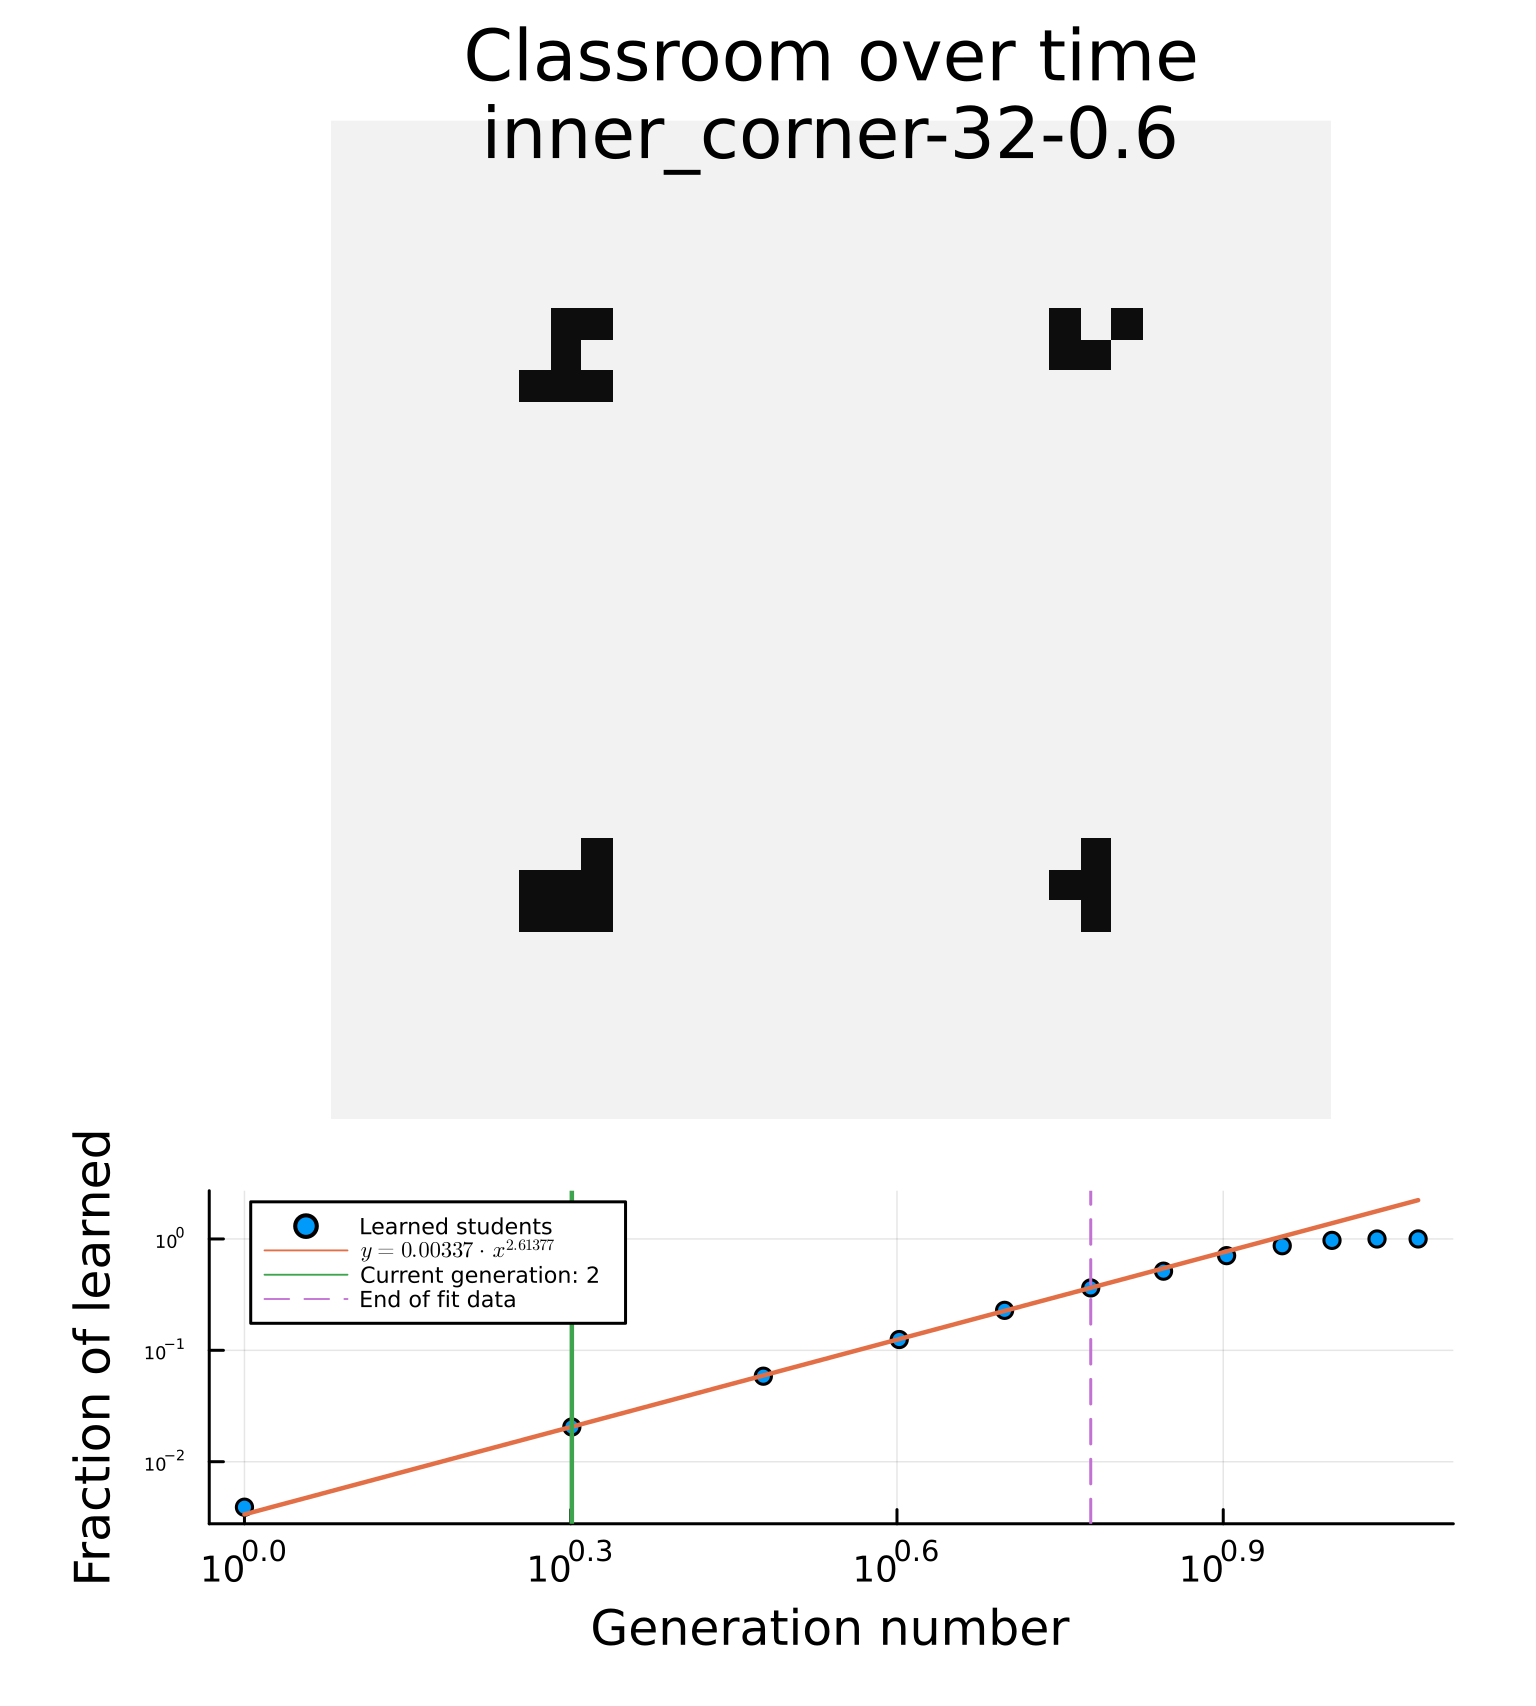 Classroom over time
inner_corner-32-0.6
Fraction of learned
10^0
10^−1
10^−2
Learned students
y = 0.00337 · x^2.61377
Current generation: 2
End of fit data
10^0.0 10^0.3 10^0.6 10^0.9
Generation number